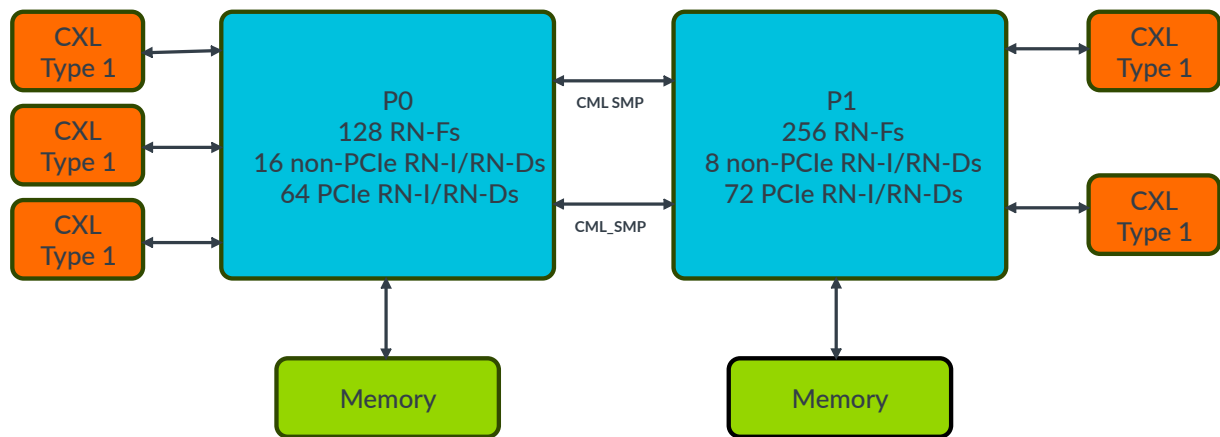 CXL
Type 1
CXL
Type 1
CXL
Type 1
P0
128 RN-Fs
16 non-PCIe RN-I/RN-Ds
64 PCIe RN-I/RN-Ds
CML SMP
CML_SMP
P1
256 RN-Fs
8 non-PCIe RN-I/RN-Ds
72 PCIe RN-I/RN-Ds
CXL
Type 1
CXL
Type 1
Memory
Memory